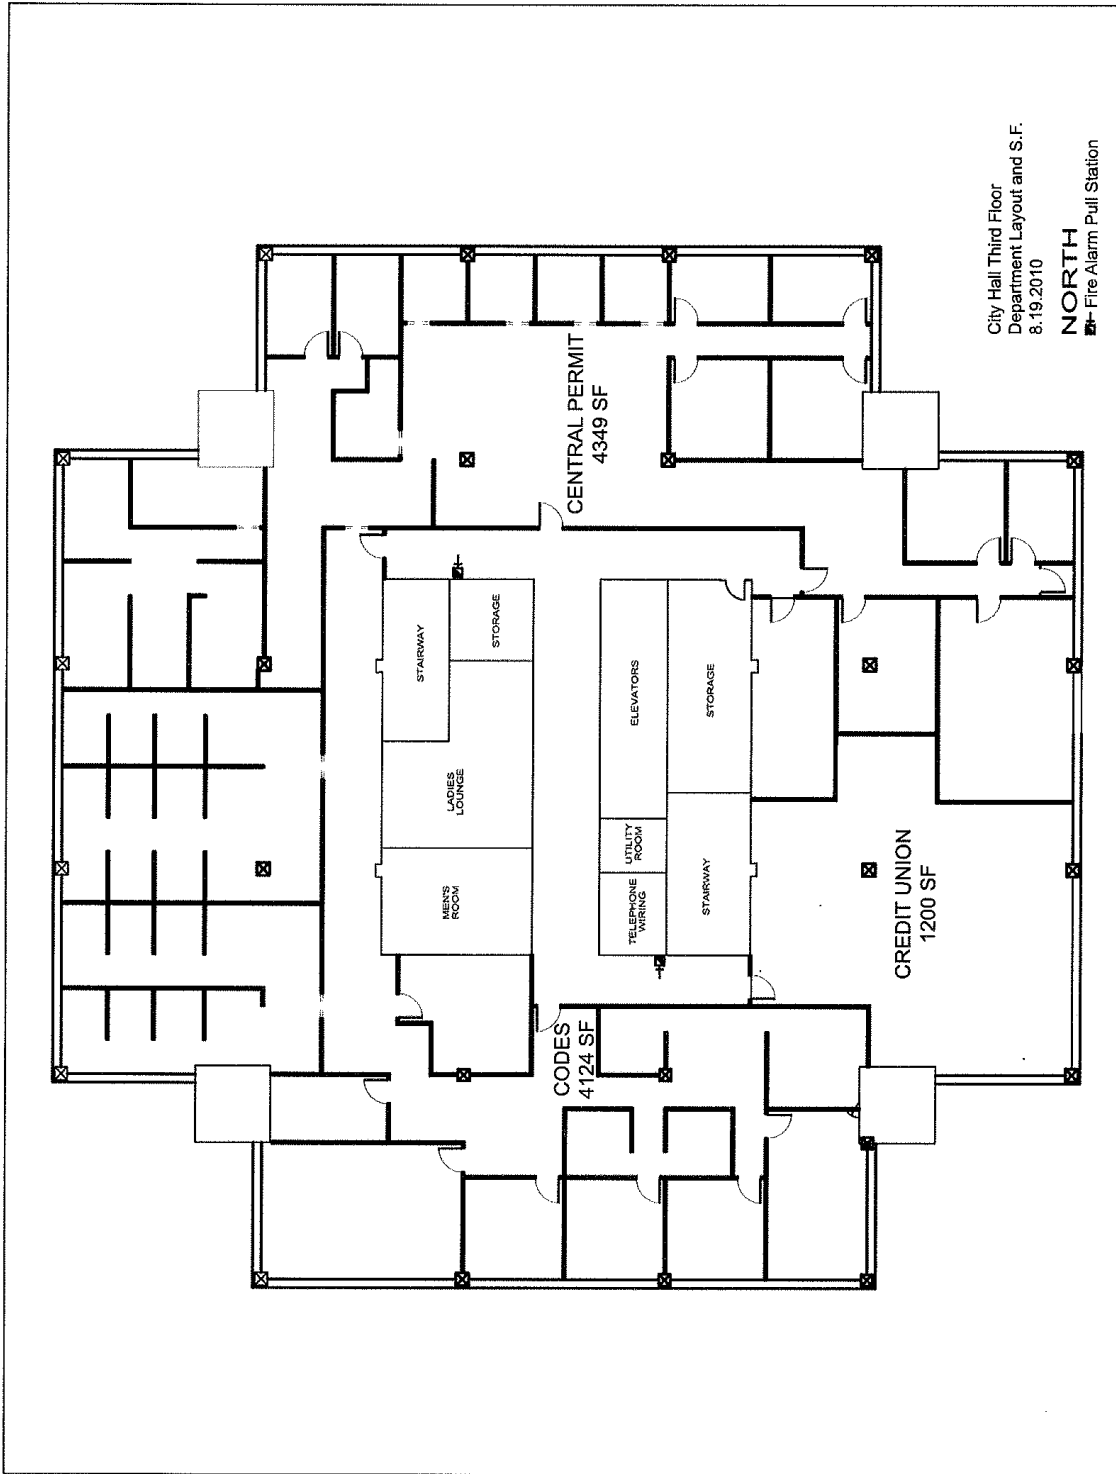 STAIRWAY
STORAGE
LADIES
LOUNGE
MEN'S
ROOM
ELEVATORS
STORAGE
UTILITY
ROOM
TELEPHONE
WIRING
STAIRWAY
CENTRAL PERMIT
4349 SF
CODES
4124 SF
CREDIT UNION
1200 SF
City Hall Third Floor
Department Layout and S.F.
8.19.2010
NORTH
Fire Alarm Pull Station